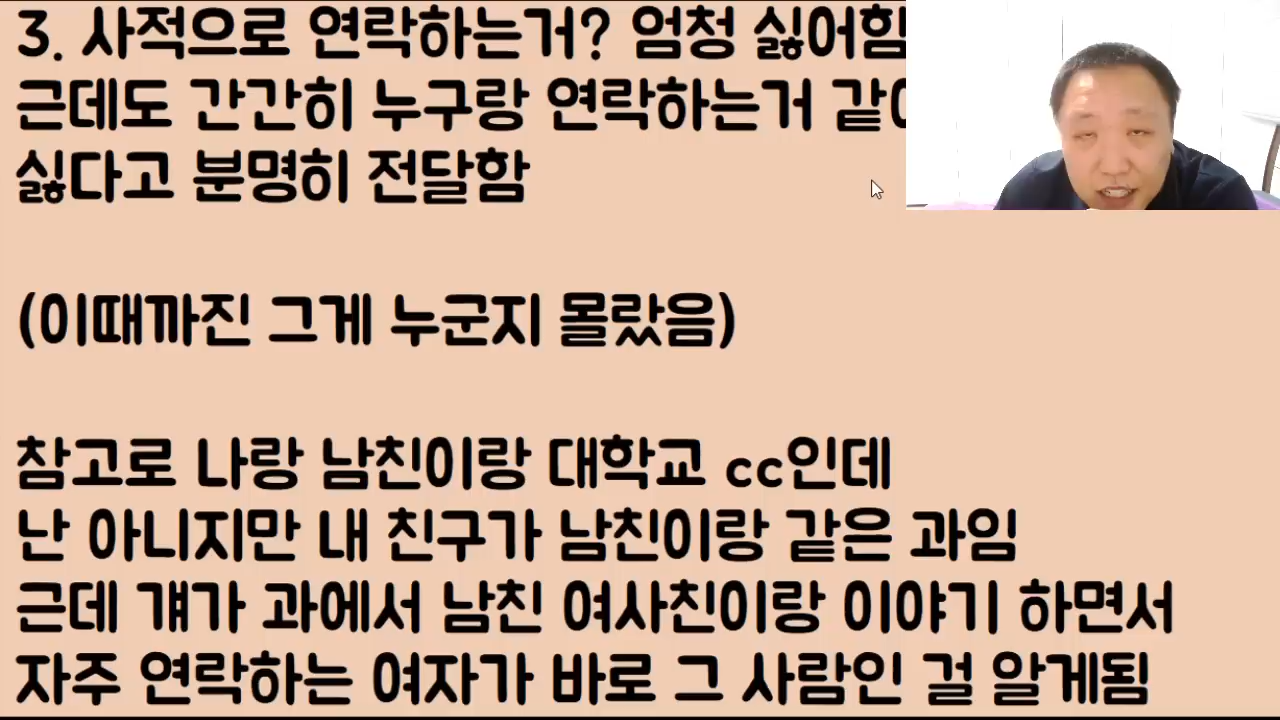 3. 사적으로 연락하는거? 엄청 싫어함
근데도 간간히 누구랑 연락하는거
싫다고 분명히 전달함
(이때까진 그게 누군지 몰랐음)
참고로 나랑 남친이랑 대학교 cc인데
난 아니지만 내 친구가 남친이랑 같은 과임
근데 걔가 과에서 남친 여사친이랑 이야기 하면서
자주 연락하는 여자가 바로 그 사람인 걸 알게됨